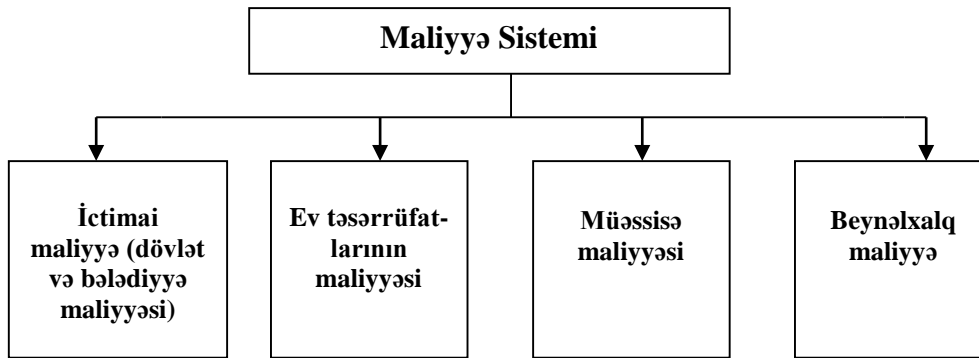 Maliyyə Sistemi
İctimai
maliyyə (dövlət
və bələdiyyə
maliyyəsi)
Ev təsərrüfat-
larının
maliyyəsi
Müəssisə
maliyyəsi
Beynəlxalq
maliyyə